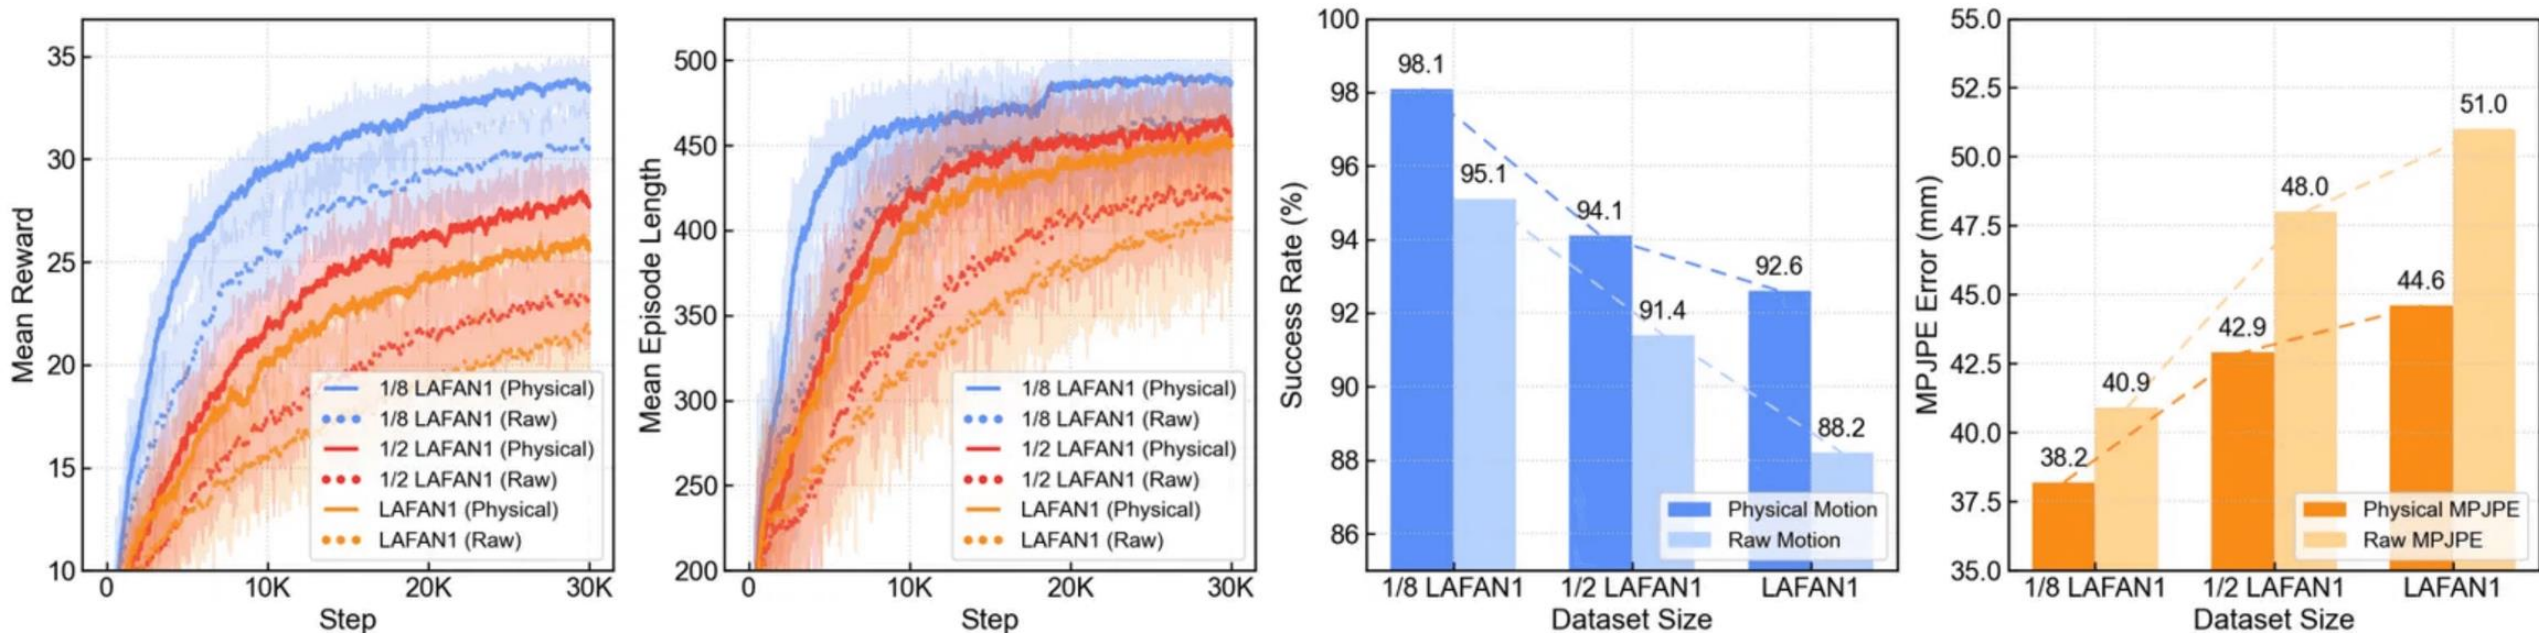 Mean Reward
35
30
25
20
15
10
0
10K
20K
30K
Step
1/8 LAFAN1 (Physical)
1/8 LAFAN1 (Raw)
1/2 LAFAN1 (Physical)
1/2 LAFAN1 (Raw)
LAFAN1 (Physical)
LAFAN1 (Raw)
Mean Episode Length
500
450
400
350
300
250
200
0
10K
20K
30K
Step
1/8 LAFAN1 (Physical)
1/8 LAFAN1 (Raw)
1/2 LAFAN1 (Physical)
1/2 LAFAN1 (Raw)
LAFAN1 (Physical)
LAFAN1 (Raw)
Success Rate (%)
100
98
96
94
92
90
88
86
98.1
95.1
94.1
91.4
92.6
88.2
Physical Motion
Raw Motion
1/8 LAFAN1
1/2 LAFAN1
LAFAN1
Dataset Size
MPJPE Error (mm)
55.0
52.5
50.0
47.5
45.0
42.5
40.0
37.5
35.0
38.2
40.9
42.9
48.0
44.6
51.0
Physical MPJPE
Raw MPJPE
1/8 LAFAN1
1/2 LAFAN1
LAFAN1
Dataset Size